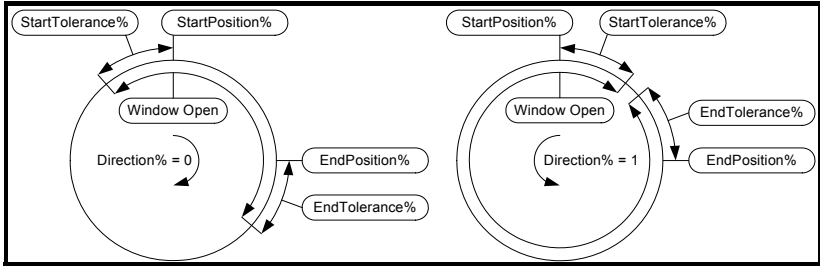 StartTolerance%
StartPosition%
Window Open
Direction% = 0
EndPosition%
EndTolerance%
StartPosition%
StartTolerance%
Window Open
EndTolerance%
Direction% = 1
EndPosition%